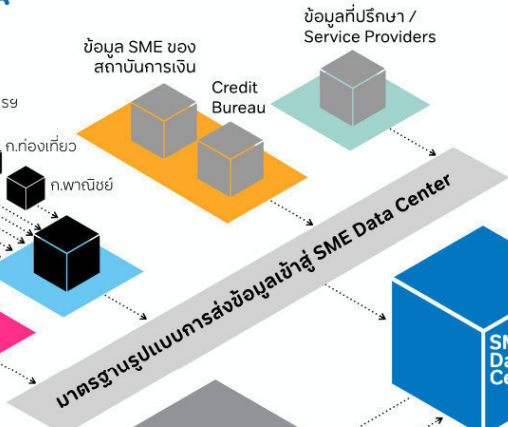 ข้อมูลที่ปรึกษา /
Service Providers
ข้อมูล SME ของ
สถาบันการเงิน
Credit
Bureau
ก.ท่องเที่ยว
ก.พาณิชย์
มาตรฐานรูปแบบการส่งข้อมูลเข้าสู่ SME Data Center